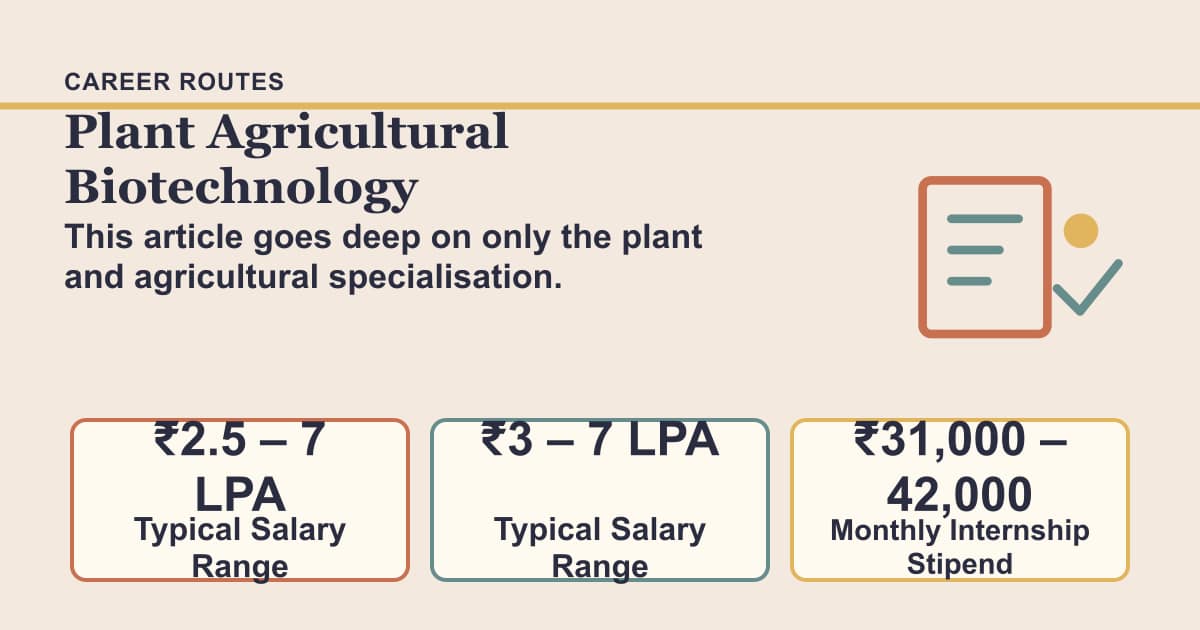 CAREER ROUTES
Plant Agricultural
Biotechnology
This article goes deep on only the plant
and agricultural specialisation.
₹2.5 – 7
LPA
Typical Salary
Range
₹3 – 7 LPA
Typical Salary
Range
₹31,000 –
42,000
Monthly Internship
Stipend